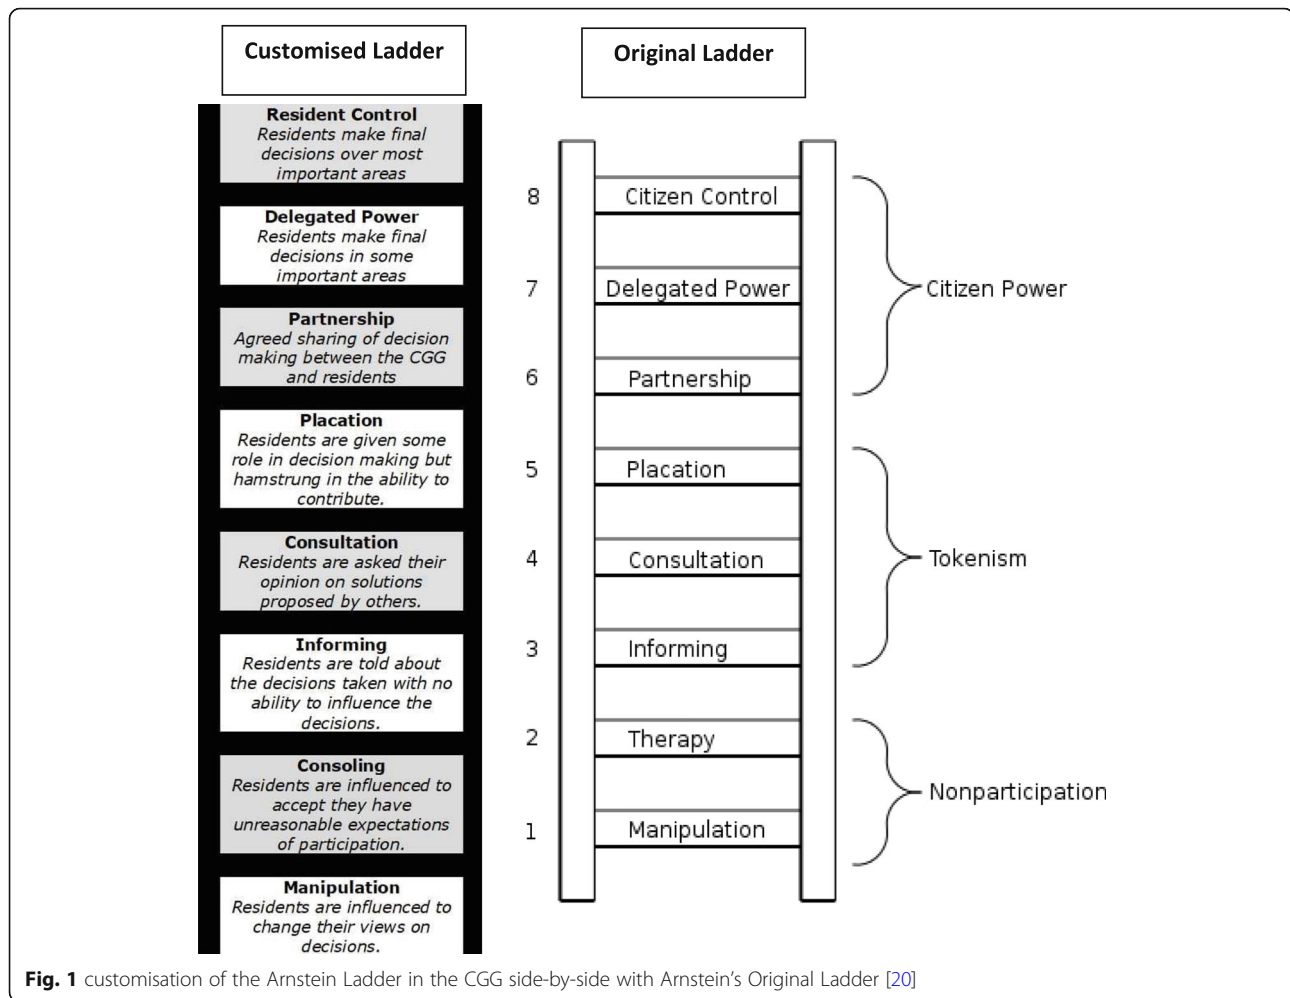 Customised Ladder
Resident Control
Residents make final
decisions over most
important areas
Delegated Power
Residents make final
decisions in some
important areas
Partnership
Agreed sharing of decision
making between the CGG
and residents
Placation
Residents are given some
role in decision making but
hamstrung in the ability to
contribute.
Consultation
Residents are asked their
opinion on solutions
proposed by others.
Informing
Residents are told about
the decisions taken with no
ability to influence the
decisions.
Consoling
Residents are influenced to
accept they have
unreasonable expectations
of participation.
Manipulation
Residents are influenced to
change their views on
decisions.
Original Ladder
8 Citizen Control
7 Delegated Power
6 Partnership
5 Placation
4 Consultation
3 Informing
2 Therapy
1 Manipulation
Citizen Power
Tokenism
Nonparticipation
Fig. 1 customisation of the Arnstein Ladder in the CGG side-by-side with Arnstein's Original Ladder [20]